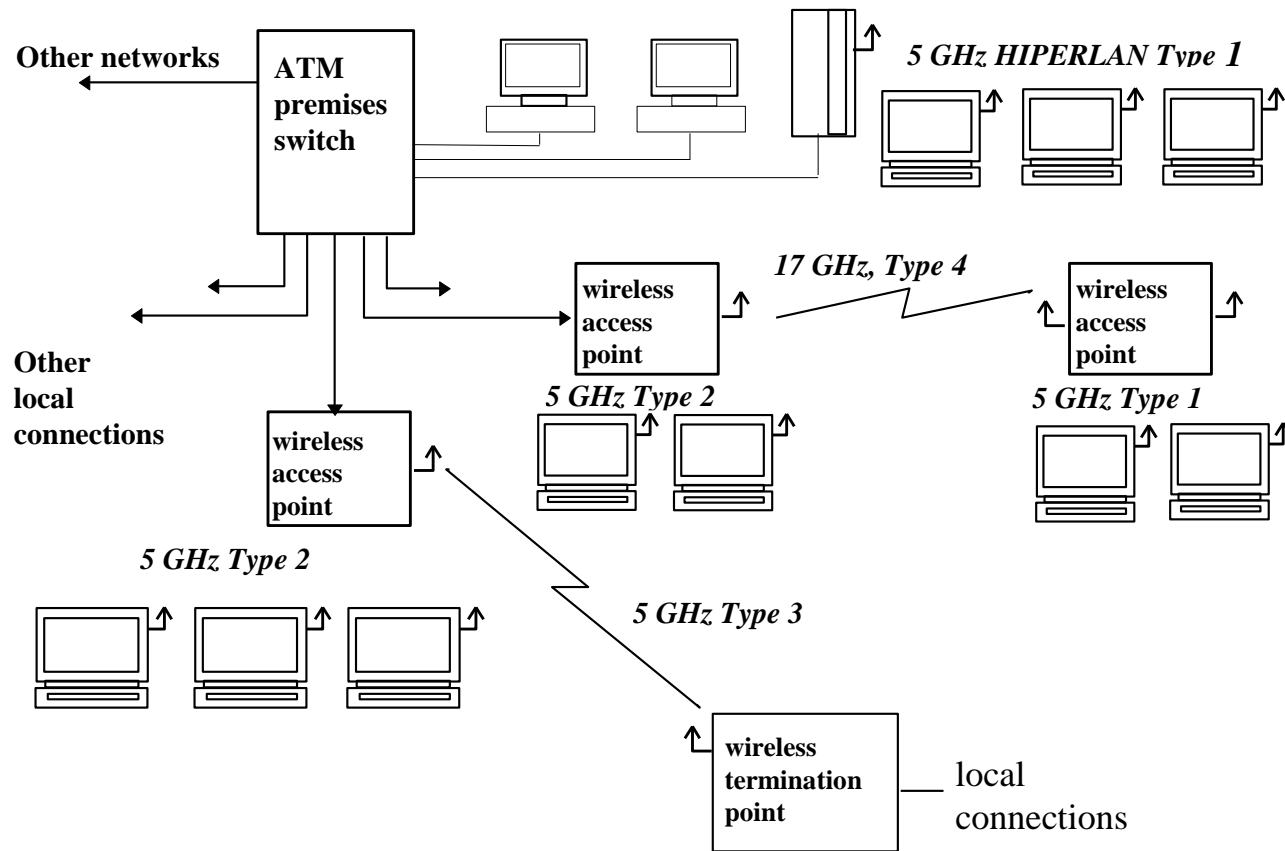 Other networks
ATM
premises
switch
5 GHz HIPERLAN Type 1
17 GHz, Type 4
wireless
access
point
wireless
access
point
Other
local
connections
5 GHz Type 2
5 GHz Type 1
wireless
access
point
5 GHz Type 2
5 GHz Type 3
wireless
termination
point
local
connections